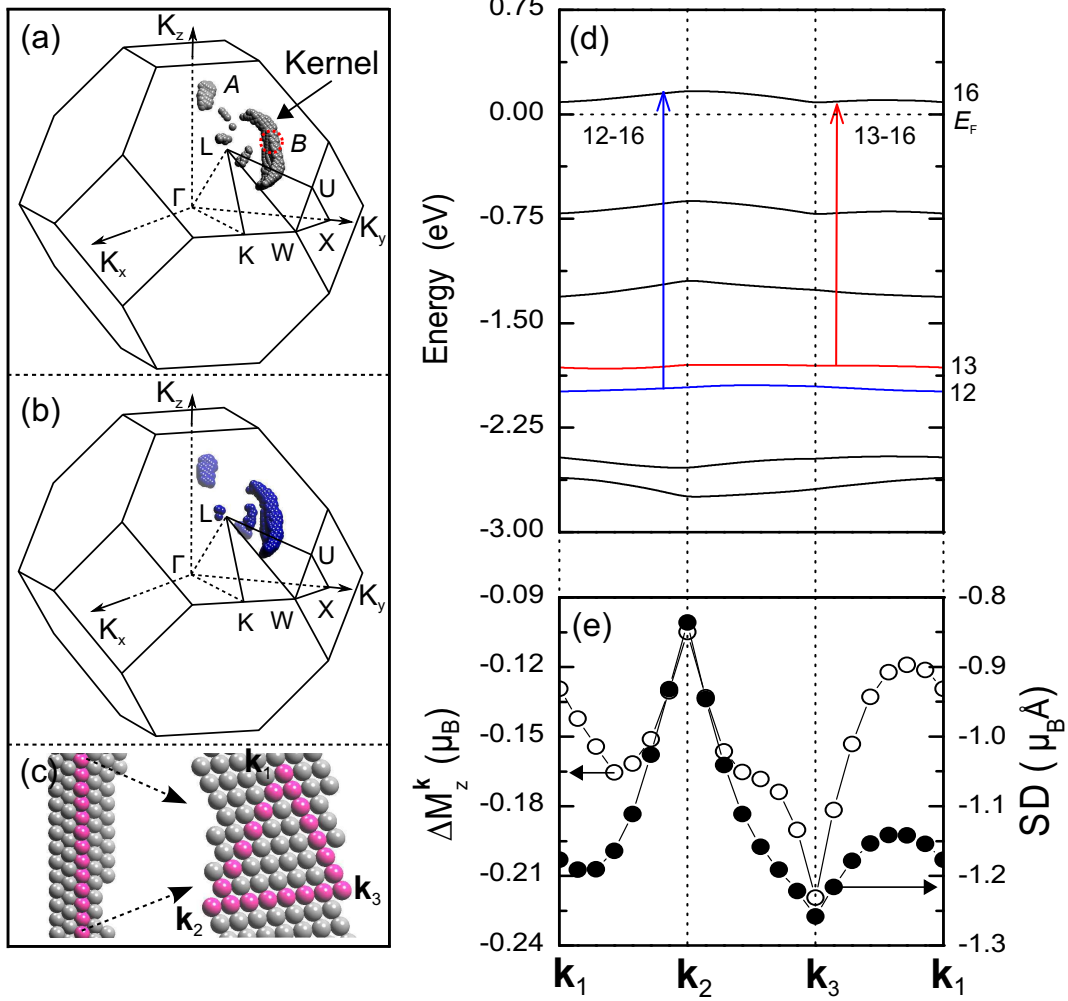 (a)
K_z
Kernel
A
B
L
Γ
U
K_y
K_x
K
W
X
(b)
K_z
L
Γ
U
K_y
K_x
K
W
X
(c)
k_1
k_2
k_3
(d)
Energy (eV)
0.75
0.00
-0.75
-1.50
-2.25
-3.00
16
E_F
12-16
13-16
13
12
(e)
ΔM_z^k (μ_B)
-0.09
-0.12
-0.15
-0.18
-0.21
-0.24
SD ( μ_BÅ)
-0.8
-0.9
-1.0
-1.1
-1.2
-1.3
k_1
k_2
k_3
k_1